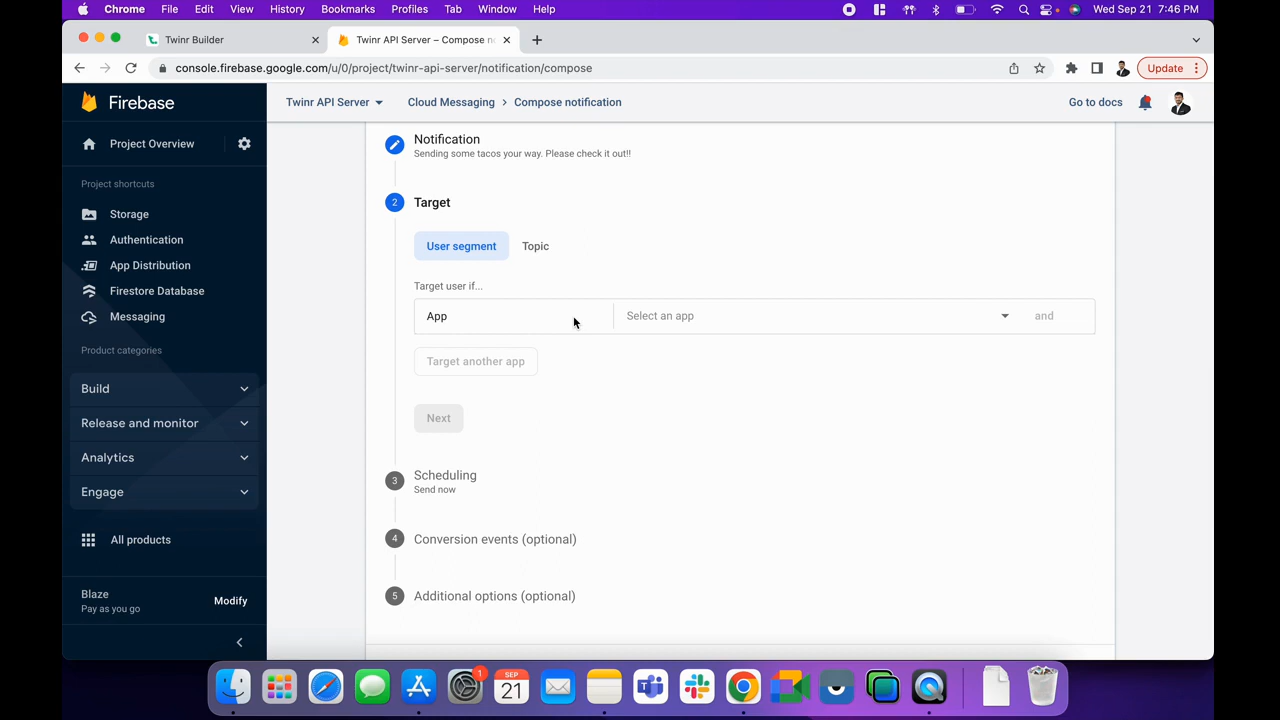 Chrome File Edit View History Bookmarks Profiles Tab Window Help Wed Sep 21 7:46 PM
Twinr Builder Twinr API Server – Compose n
console.firebase.google.com/u/0/project/twinr-api-server/notification/compose Update
Firebase Twinr API Server Cloud Messaging Compose notification Go to docs
Project Overview
Project shortcuts
Storage
Authentication
App Distribution
Firestore Database
Messaging
Product categories
Build
Release and monitor
Analytics
Engage
All products
Blaze
Pay as you go
Modify
Notification
Sending some tacos your way. Please check it out!!
2 Target
User segment Topic
Target user if...
App Select an app and
Target another app
Next
3 Scheduling
Send now
4 Conversion events (optional)
5 Additional options (optional)
1
SEP
21